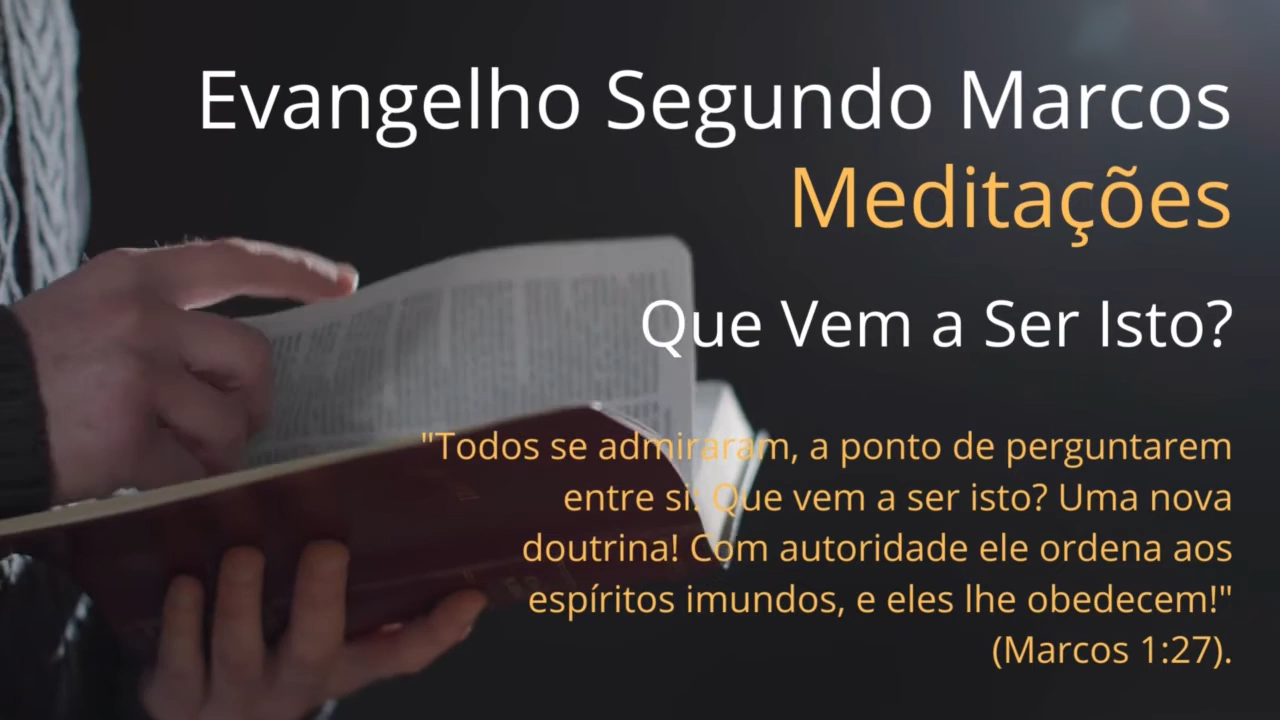 Evangelho Segundo Marcos
Meditações
Que Vem a Ser Isto?
"Todos se admiraram, a ponto de perguntarem
entre si: Que vem a ser isto? Uma nova
doutrina! Com autoridade ele ordena aos
espíritos imundos, e eles lhe obedecem!"
(Marcos 1:27).